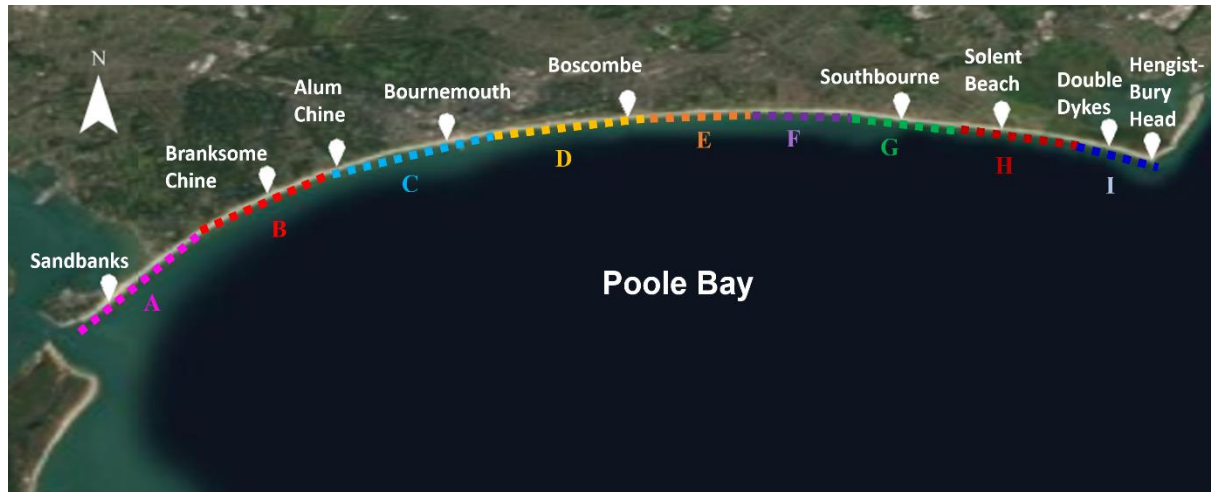 N
Sandbanks
Branksome
Chine
Alum
Chine
Bournemouth
Boscombe
Southbourne
Solent
Beach
Double
Dykes
Hengist-
Bury
Head
A
B
C
D
E
F
G
H
I
Poole Bay